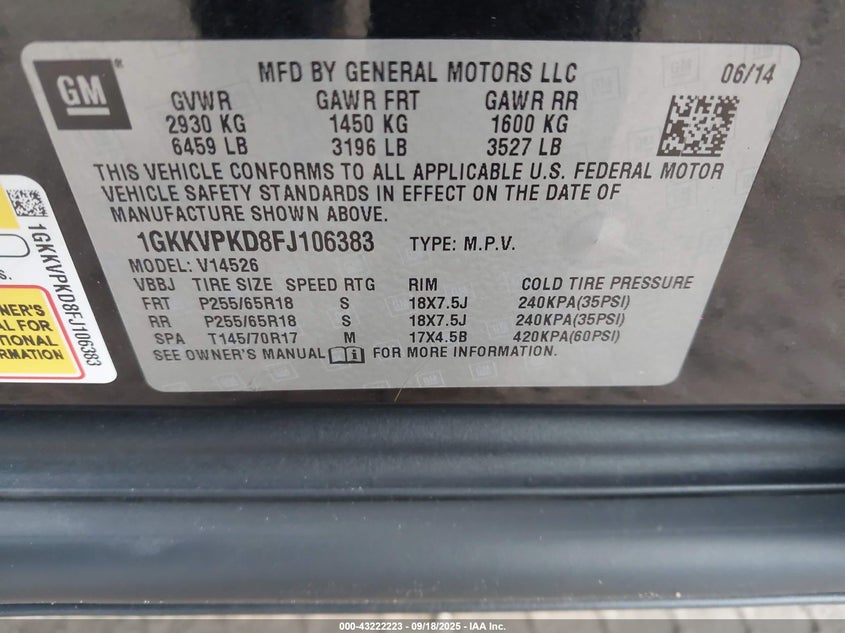 GM
MFD BY GENERAL MOTORS LLC 06/14
GVWR GAWR FRT GAWR RR
2930 KG 1450 KG 1600 KG
6459 LB 3196 LB 3527 LB
THIS VEHICLE CONFORMS TO ALL APPLICABLE U.S. FEDERAL MOTOR
VEHICLE SAFETY STANDARDS IN EFFECT ON THE DATE OF
MANUFACTURE SHOWN ABOVE.
1GKKVPKD8FJ106383 TYPE: M.P.V.
MODEL: V14526
VBBJ TIRE SIZE SPEED RTG RIM COLD TIRE PRESSURE
FRT P255/65R18 S 18X7.5J 240KPA(35PSI)
RR P255/65R18 S 18X7.5J 240KPA(35PSI)
SPA T145/70R17 M 17X4.5B 420KPA(60PSI)
SEE OWNER'S MANUAL FOR MORE INFORMATION.
1GKKVPKD8FJ106383
FOR
INFORMATION
000-43222223 - 09/18/2025 - IAA Inc.